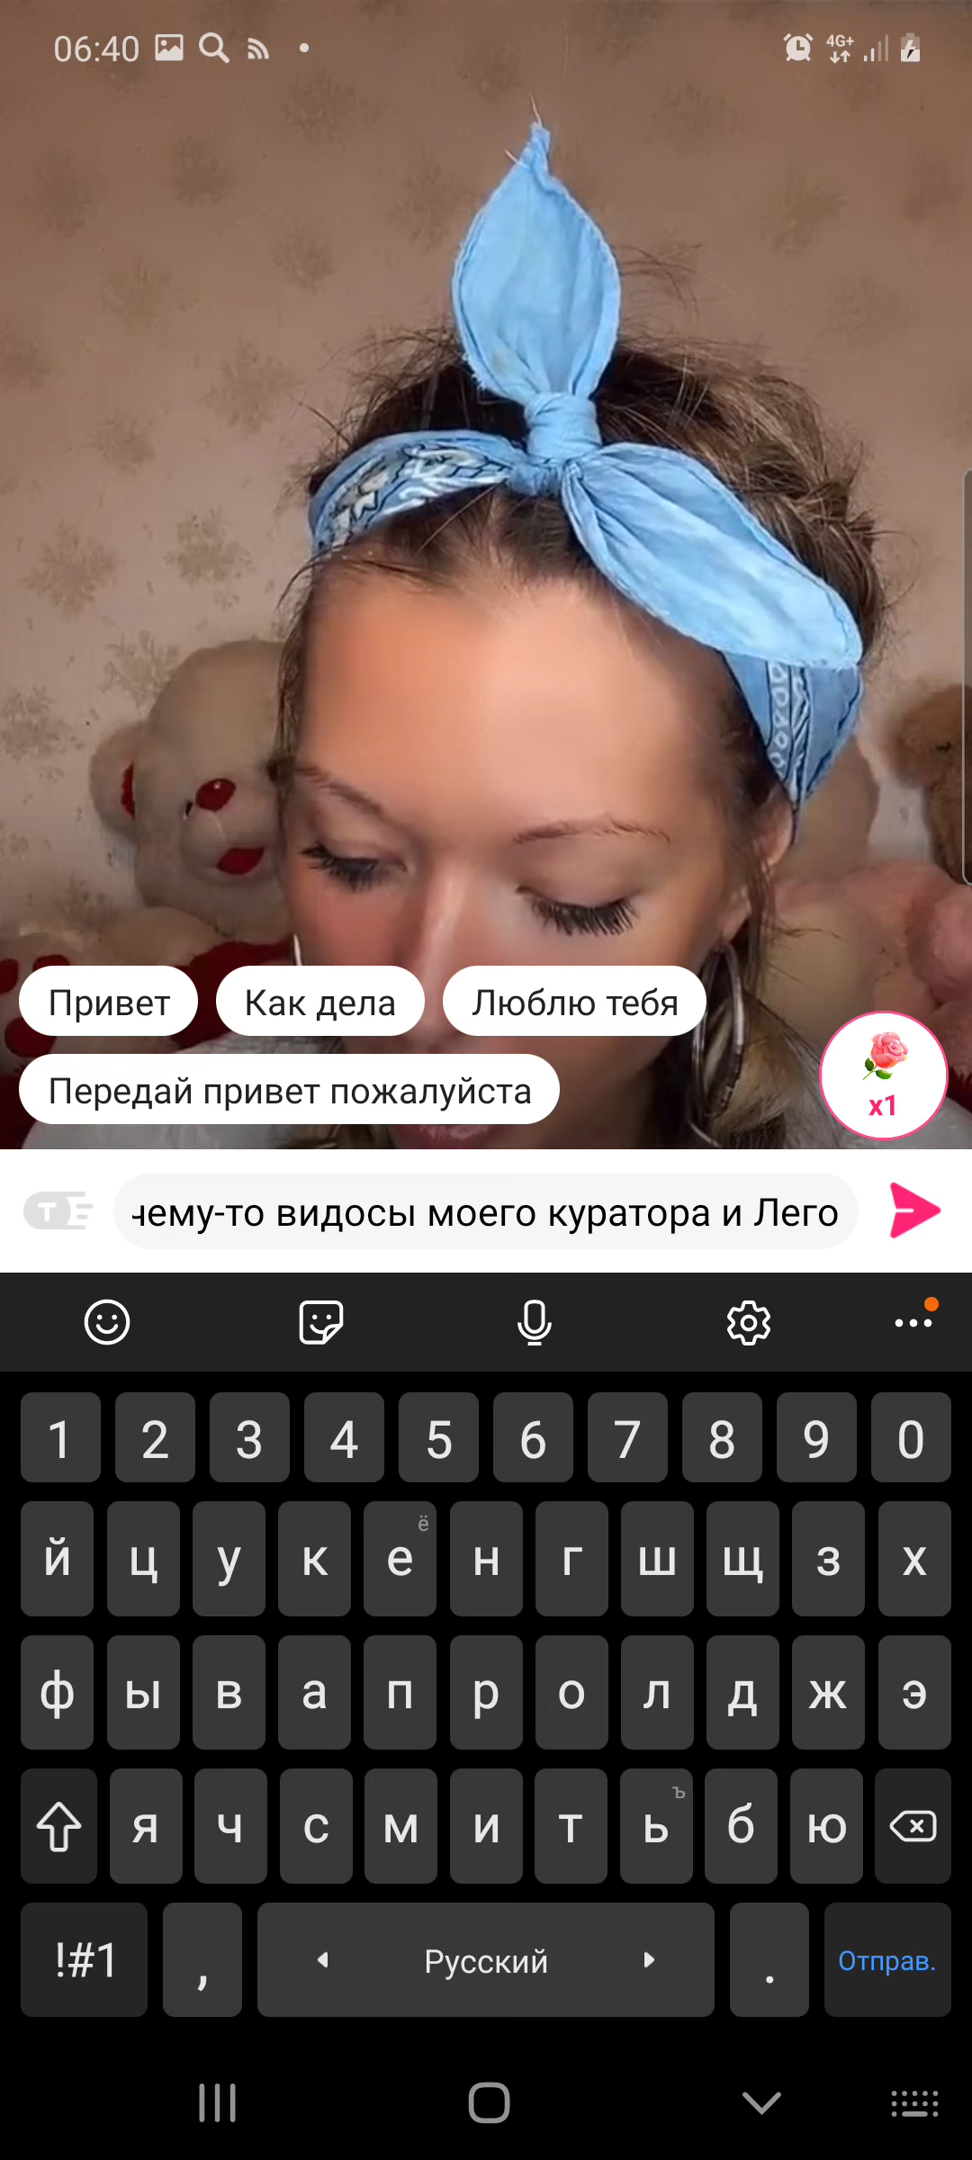 06:40
4G+
Привет
Как дела
Люблю тебя
Передай привет пожалуйста
x1
T
чему-то видосы моего куратора и Лего
1 2 3 4 5 6 7 8 9 0
й ц у к е ё н г ш щ з х
ф ы в а п р о л д ж э
я ч с м и т ь ъ б ю
!#1 , Русский . Отправ.